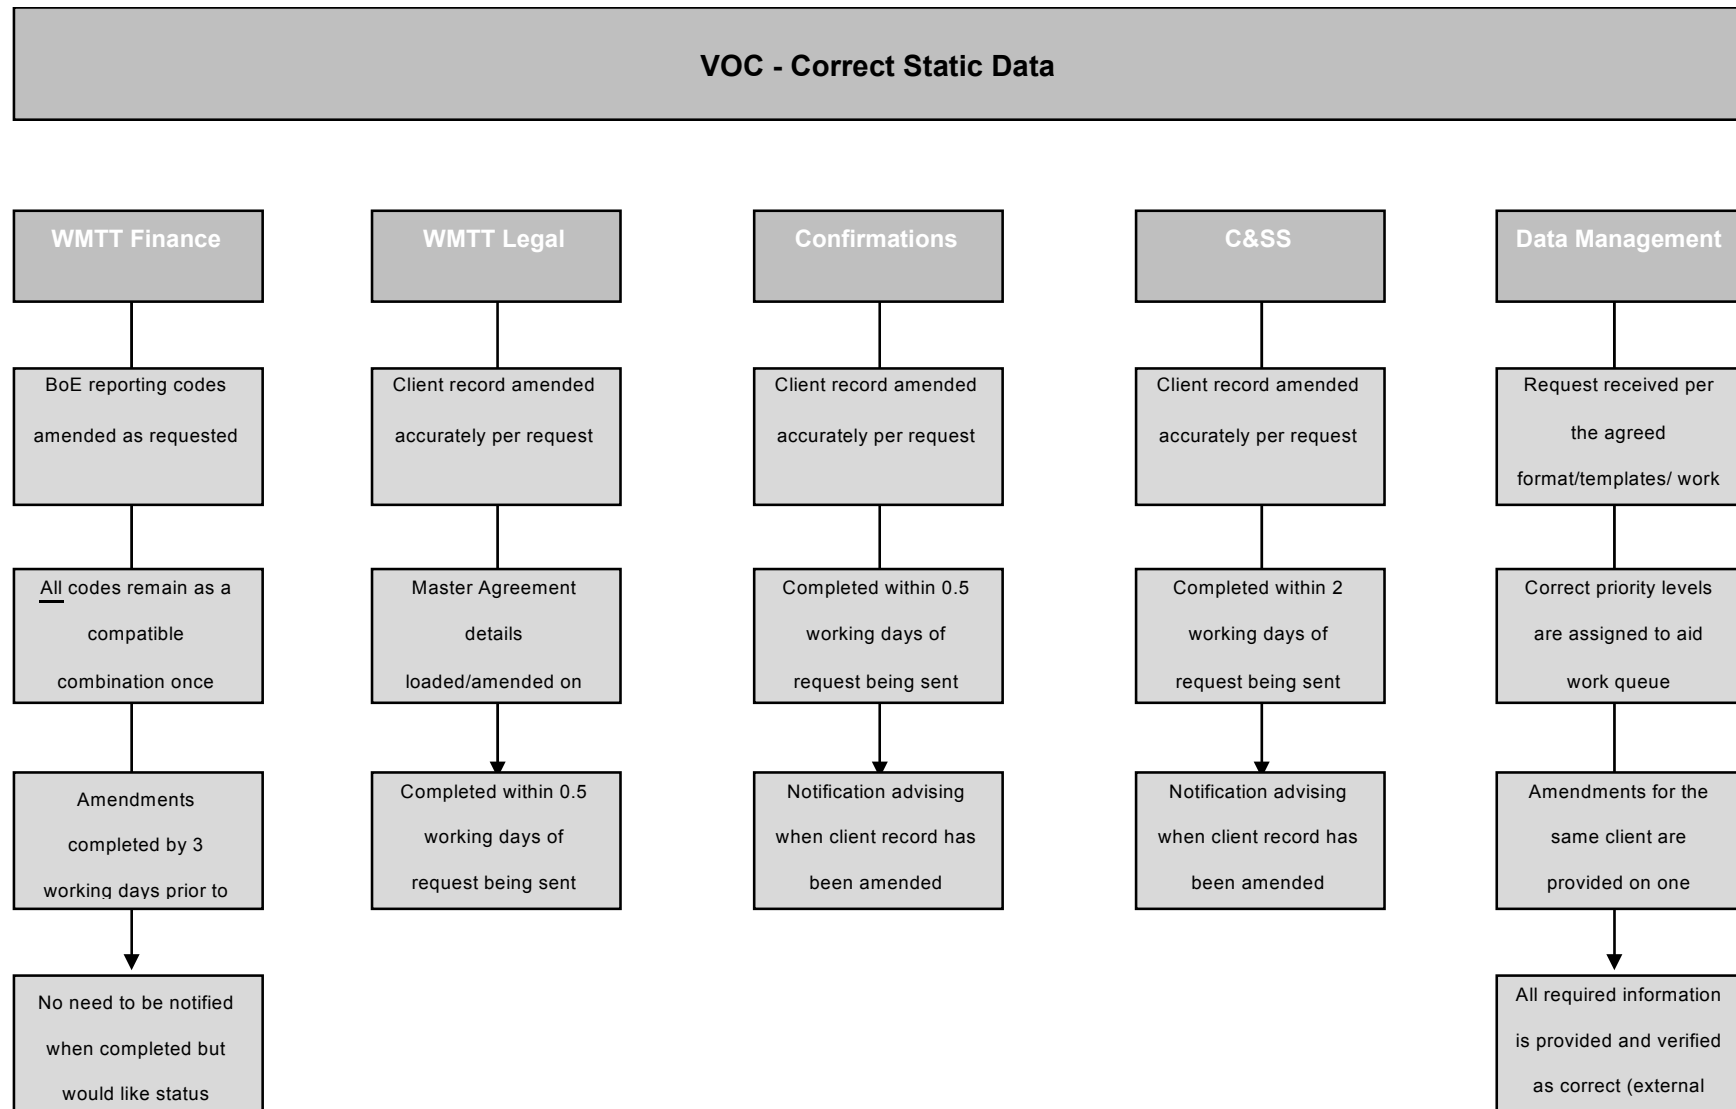 VOC - Correct Static Data
WMTT Finance
BoE reporting codes
amended as requested
All codes remain as a
compatible
combination once
Amendments
completed by 3
working days prior to
No need to be notified
when completed but
would like status
WMTT Legal
Client record amended
accurately per request
Master Agreement
details
loaded/amended on
Completed within 0.5
working days of
request being sent
Confirmations
Client record amended
accurately per request
Completed within 0.5
working days of
request being sent
Notification advising
when client record has
been amended
C&SS
Client record amended
accurately per request
Completed within 2
working days of
request being sent
Notification advising
when client record has
been amended
Data Management
Request received per
the agreed
format/templates/ work
Correct priority levels
are assigned to aid
work queue
Amendments for the
same client are
provided on one
All required information
is provided and verified
as correct (external